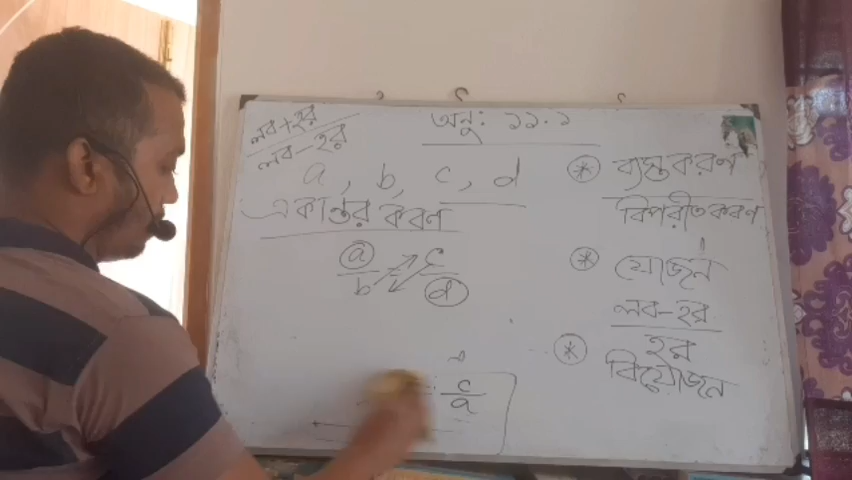 লব+হর
লব-হর
অনু: ১১.১
a, b, c, d
একান্তর করণ
a c
b d
c
a
* ব্যস্তকরণ
বিপরীতকরণ
* যোজন
লব-হর
হর
* বিয়োজন